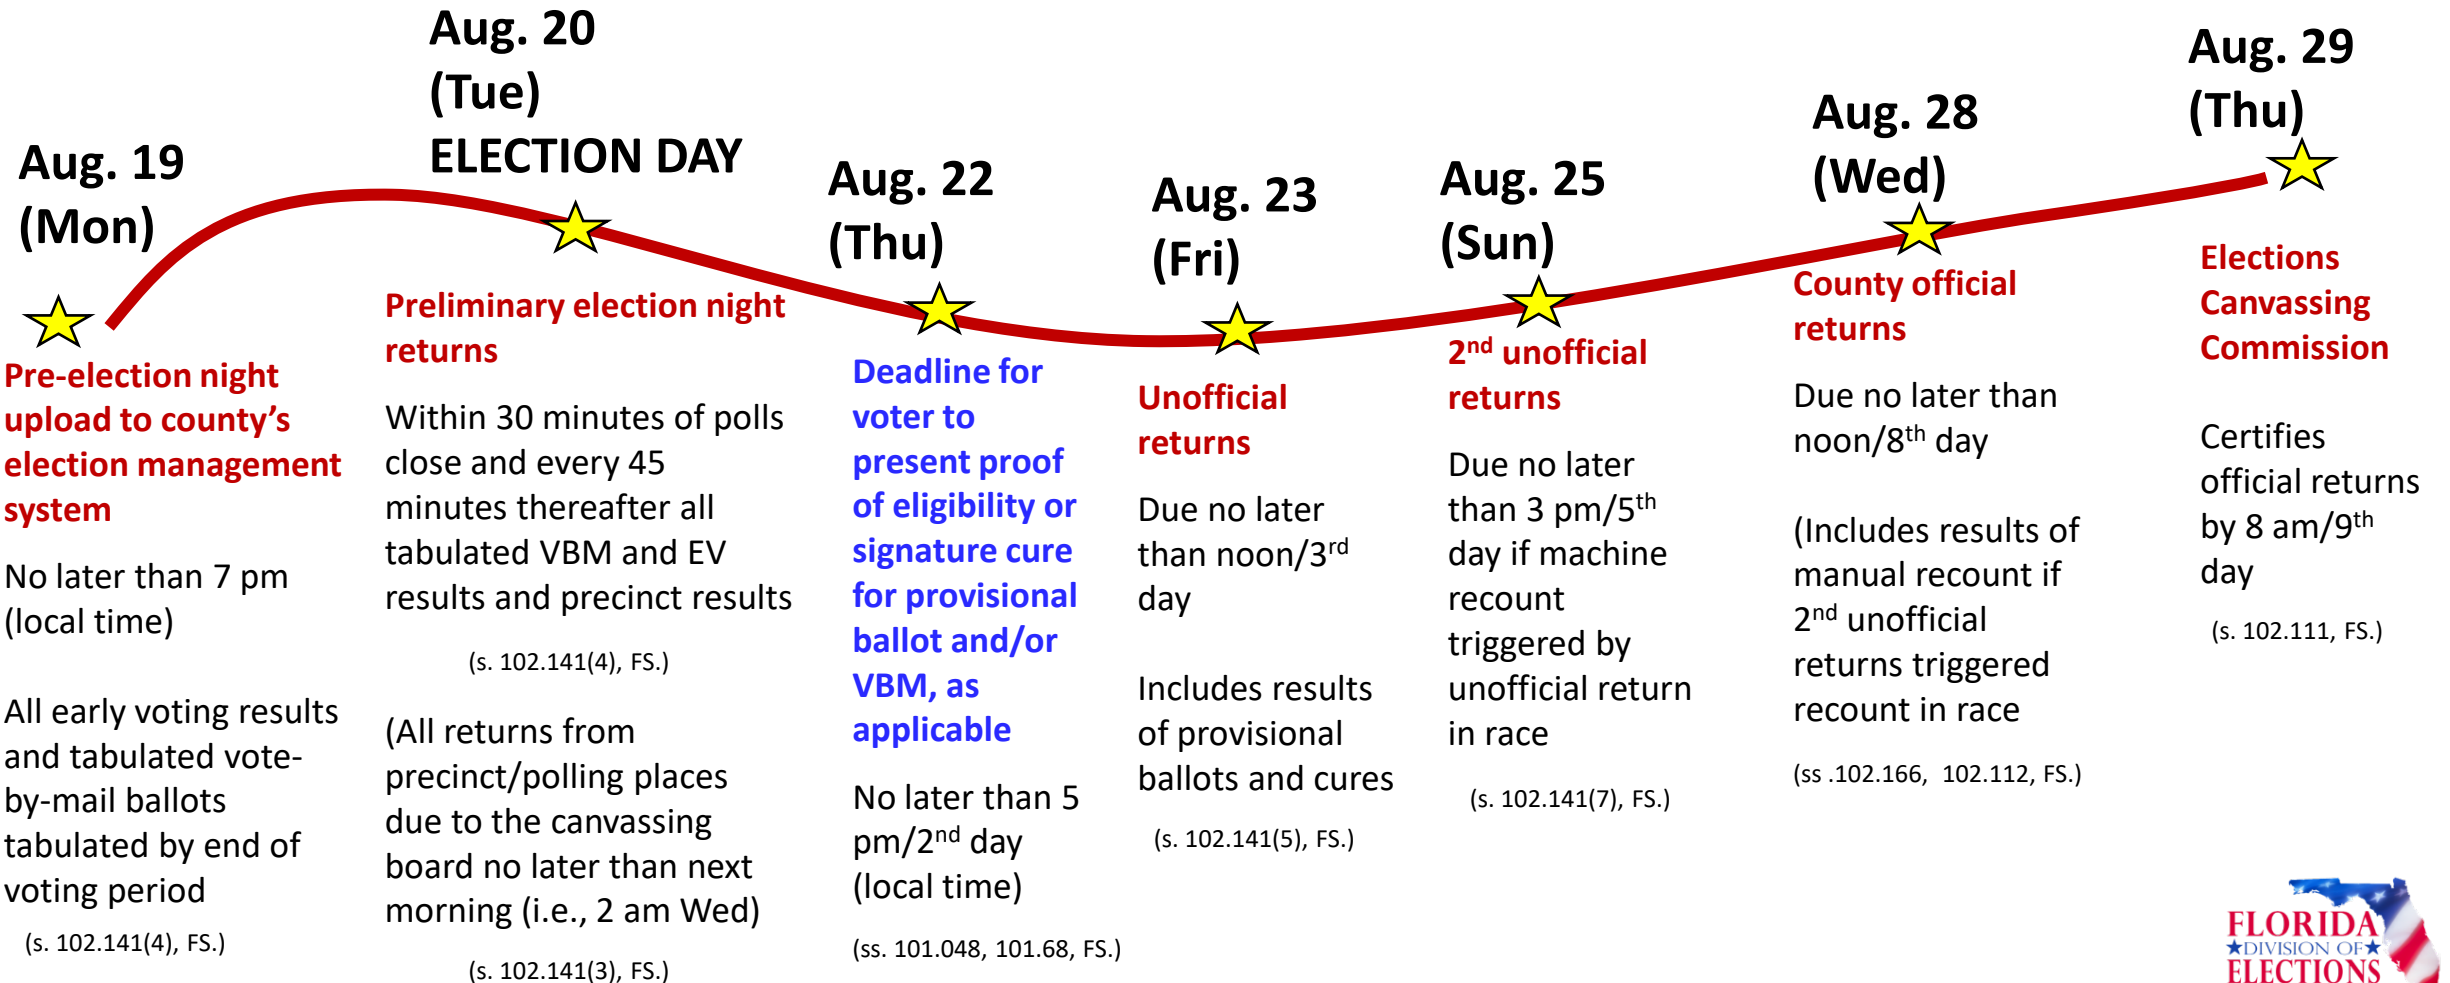 Aug. 19
(Mon)
Pre-election night
upload to county’s
election management
system
No later than 7 pm
(local time)
All early voting results
and tabulated vote-
by-mail ballots
tabulated by end of
voting period
(s. 102.141(4), FS.)
Aug. 20
(Tue)
ELECTION DAY
Preliminary election night
returns
Within 30 minutes of polls
close and every 45
minutes thereafter all
tabulated VBM and EV
results and precinct results
(s. 102.141(4), FS.)
(All returns from
precinct/polling places
due to the canvassing
board no later than next
morning (i.e., 2 am Wed)
(s. 102.141(3), FS.)
Aug. 22
(Thu)
Deadline for
voter to
present proof
of eligibility or
signature cure
for provisional
ballot and/or
VBM, as
applicable
No later than 5
pm/2nd day
(local time)
(ss. 101.048, 101.68, FS.)
Aug. 23
(Fri)
Unofficial
returns
Due no later
than noon/3rd
day
Includes results
of provisional
ballots and cures
(s. 102.141(5), FS.)
Aug. 25
(Sun)
2nd unofficial
returns
Due no later
than 3 pm/5th
day if machine
recount
triggered by
unofficial return
in race
(s. 102.141(7), FS.)
Aug. 28
(Wed)
County official
returns
Due no later than
noon/8th day
(Includes results of
manual recount if
2nd unofficial
returns triggered
recount in race
(ss .102.166, 102.112, FS.)
Aug. 29
(Thu)
Elections
Canvassing
Commission
Certifies
official returns
by 8 am/9th
day
(s. 102.111, FS.)
FLORIDA
★DIVISION OF★
ELECTIONS